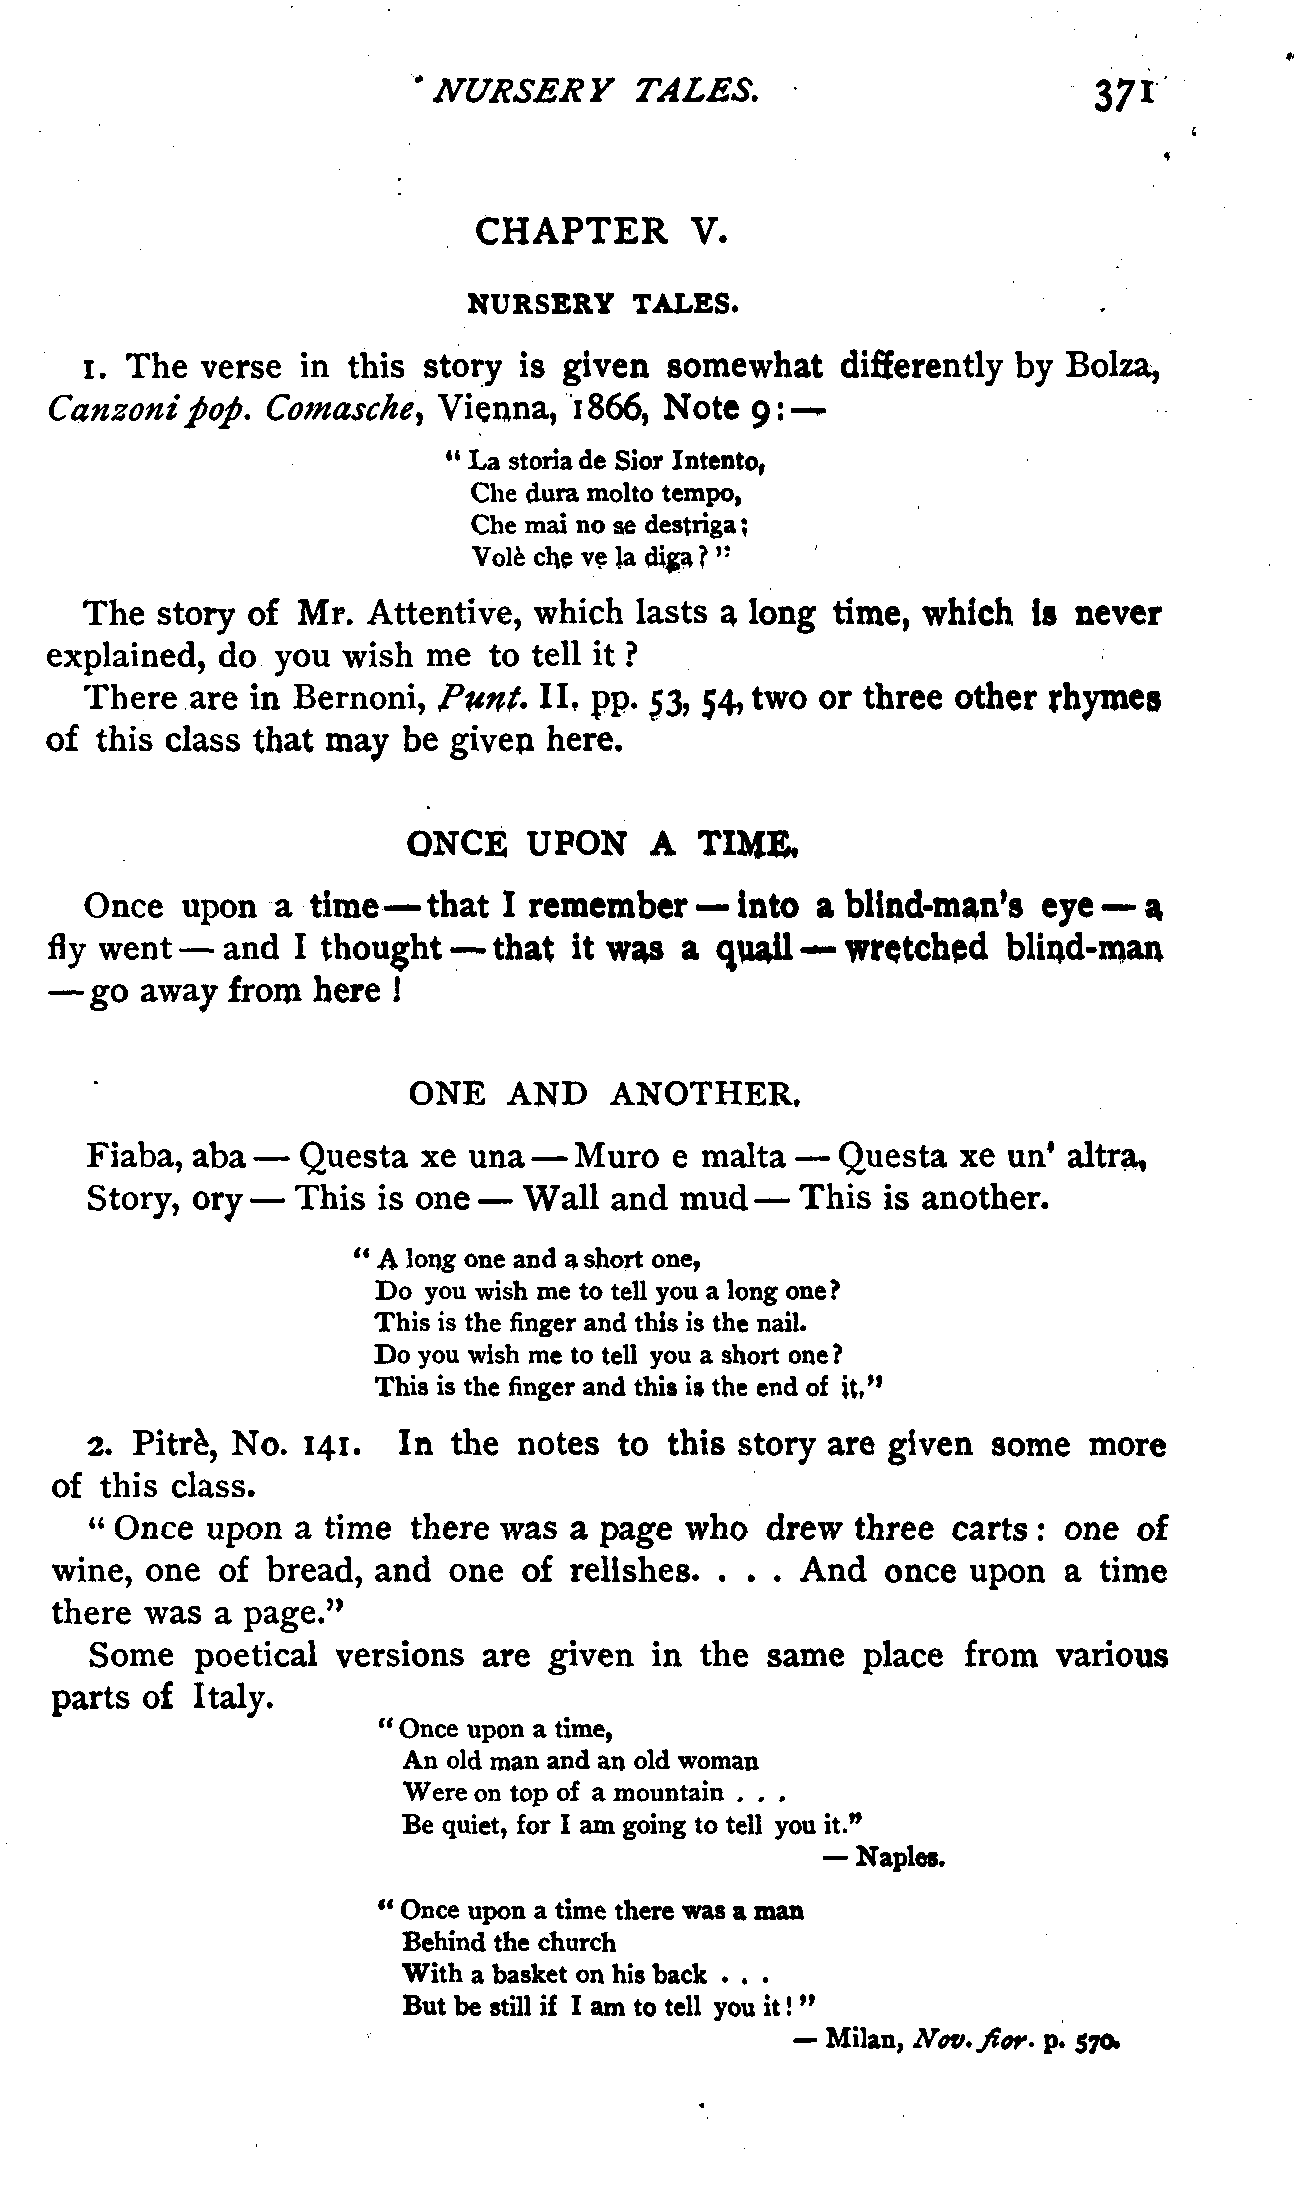 NURSERY TALES. 371
CHAPTER V.
NURSERY TALES.
1. The verse in this story is given somewhat differently by Bolza,
Canzoni pop. Comasche, Vienna, 1866, Note 9:—
"La storia de Sior Intento,
Che dura molto tempo,
Che mai no se destriga;
Volè che ve la diga?"
The story of Mr. Attentive, which lasts a long time, which is never
explained, do you wish me to tell it?
There are in Bernoni, Punt. II. pp. 53, 54, two or three other rhymes
of this class that may be given here.
ONCE UPON A TIME.
Once upon a time—that I remember—into a blind-man's eye—a
fly went—and I thought—that it was a quail—wretched blind-man
—go away from here!
ONE AND ANOTHER.
Fiaba, aba—Questa xe una—Muro e malta—Questa xe un' altra,
Story, ory—This is one—Wall and mud—This is another.
"A long one and a short one,
Do you wish me to tell you a long one?
This is the finger and this is the nail.
Do you wish me to tell you a short one?
This is the finger and this is the end of it."
2. Pitrè, No. 141. In the notes to this story are given some more
of this class.
"Once upon a time there was a page who drew three carts: one of
wine, one of bread, and one of relishes. . . . And once upon a time
there was a page."
Some poetical versions are given in the same place from various
parts of Italy.
"Once upon a time,
An old man and an old woman
Were on top of a mountain . . .
Be quiet, for I am going to tell you it."
—Naples.
"Once upon a time there was a man
Behind the church
With a basket on his back . . .
But be still if I am to tell you it!"
—Milan, Nov. fior. p. 570.